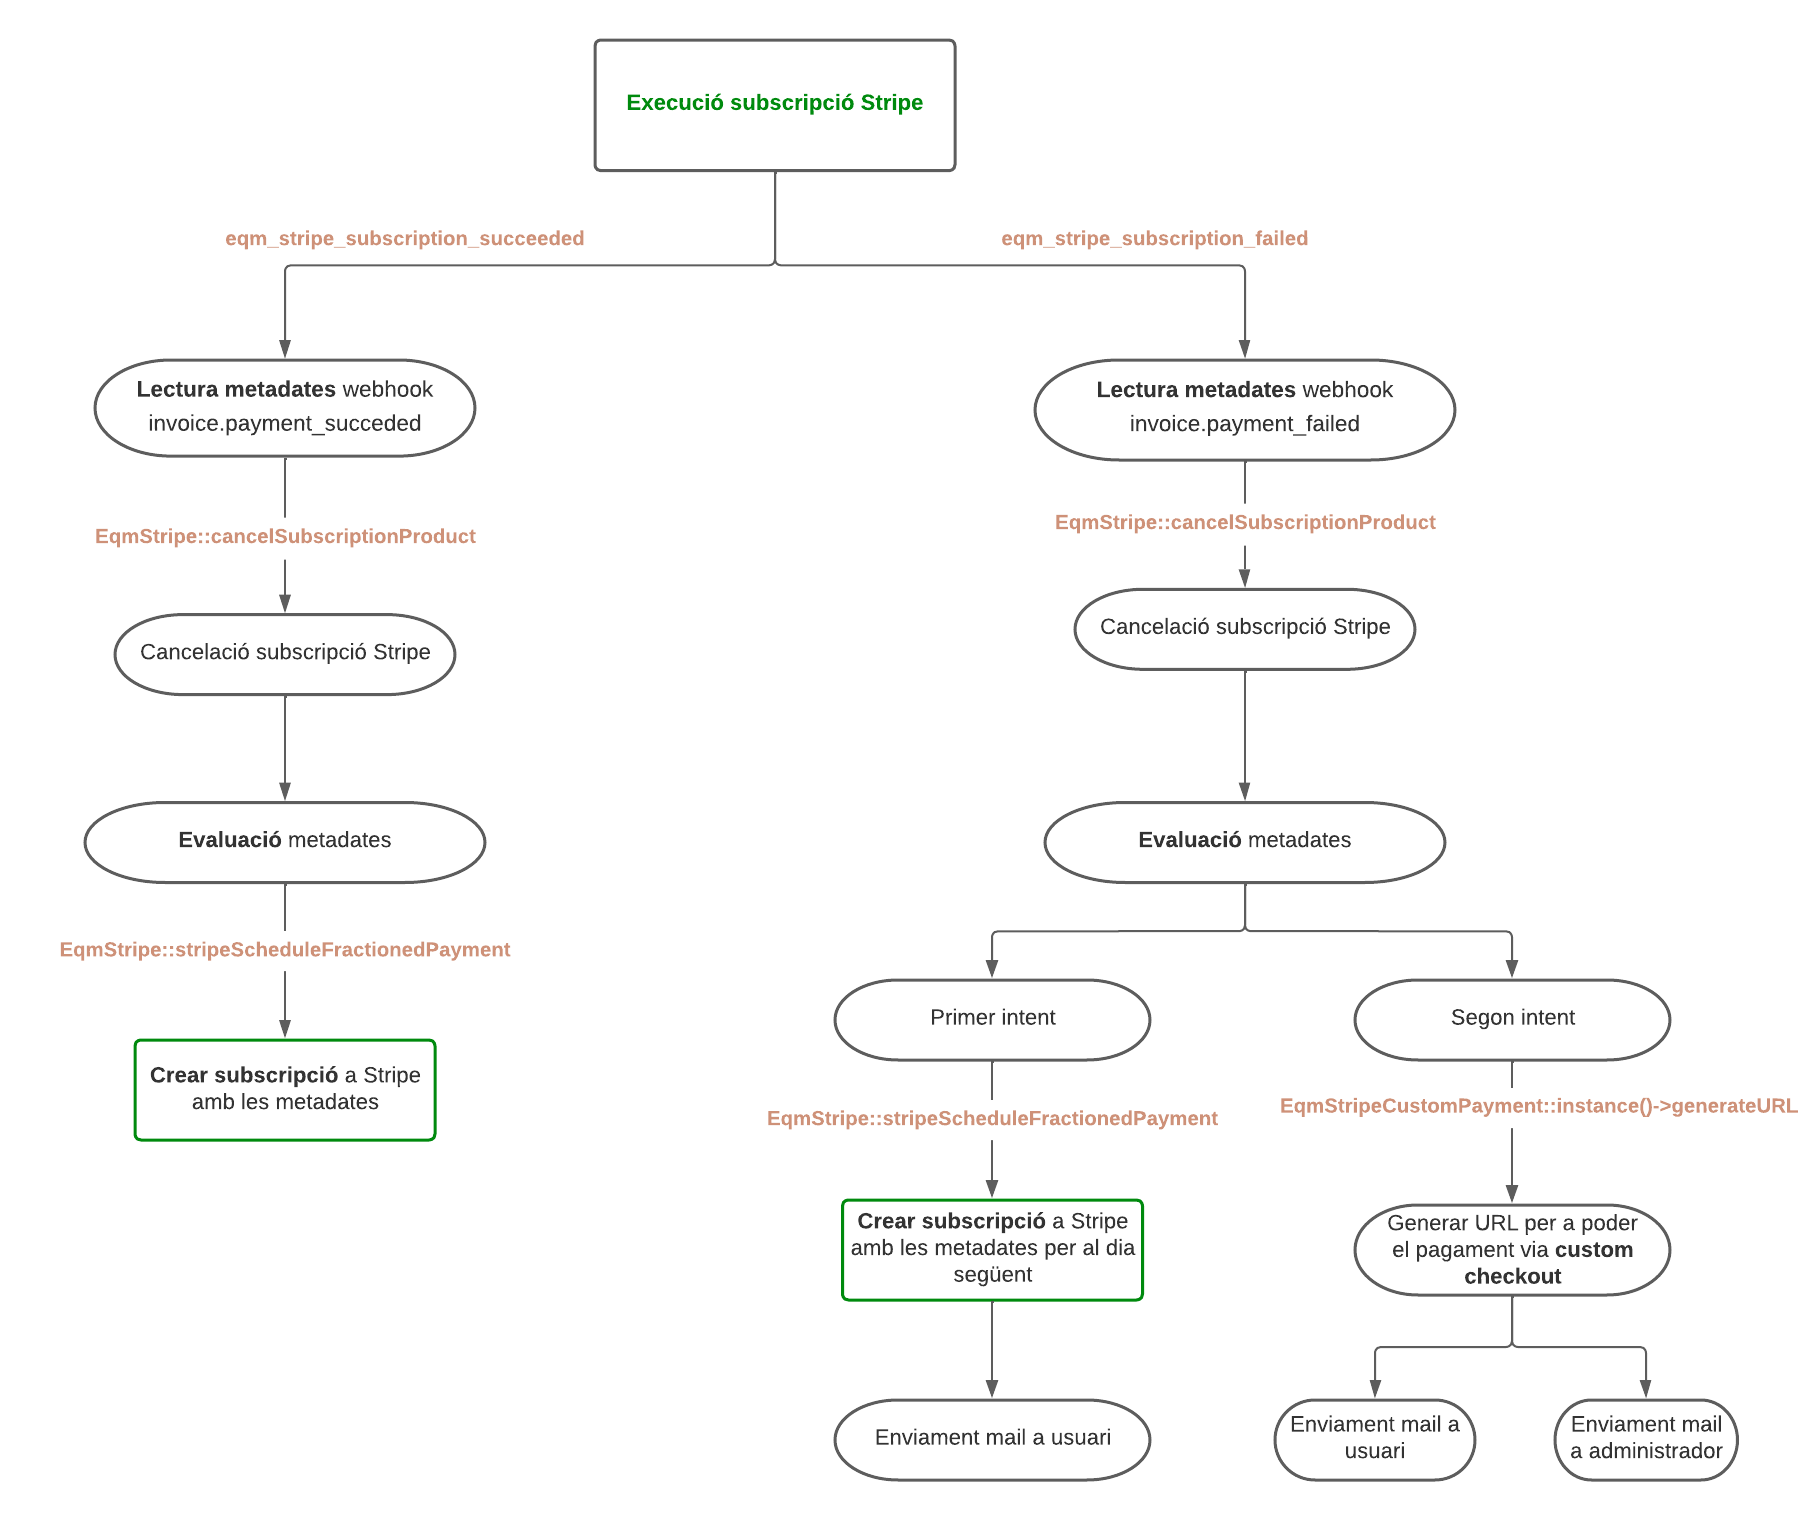 Execució subscripció Stripe
eqm_stripe_subscription_succeeded
eqm_stripe_subscription_failed
Lectura metadates webhook
invoice.payment_succeded
Lectura metadates webhook
invoice.payment_failed
EqmStripe::cancelSubscriptionProduct
EqmStripe::cancelSubscriptionProduct
Cancelació subscripció Stripe
Cancelació subscripció Stripe
Evaluació metadates
Evaluació metadates
EqmStripe::stripeScheduleFractionedPayment
Crear subscripció a Stripe
amb les metadates
Primer intent
Segon intent
EqmStripe::stripeScheduleFractionedPayment
EqmStripeCustomPayment::instance()->generateURL
Crear subscripció a Stripe
amb les metadates per al dia
següent
Generar URL per a poder
el pagament via custom
checkout
Enviament mail a usuari
Enviament mail a
usuari
Enviament mail
a administrador